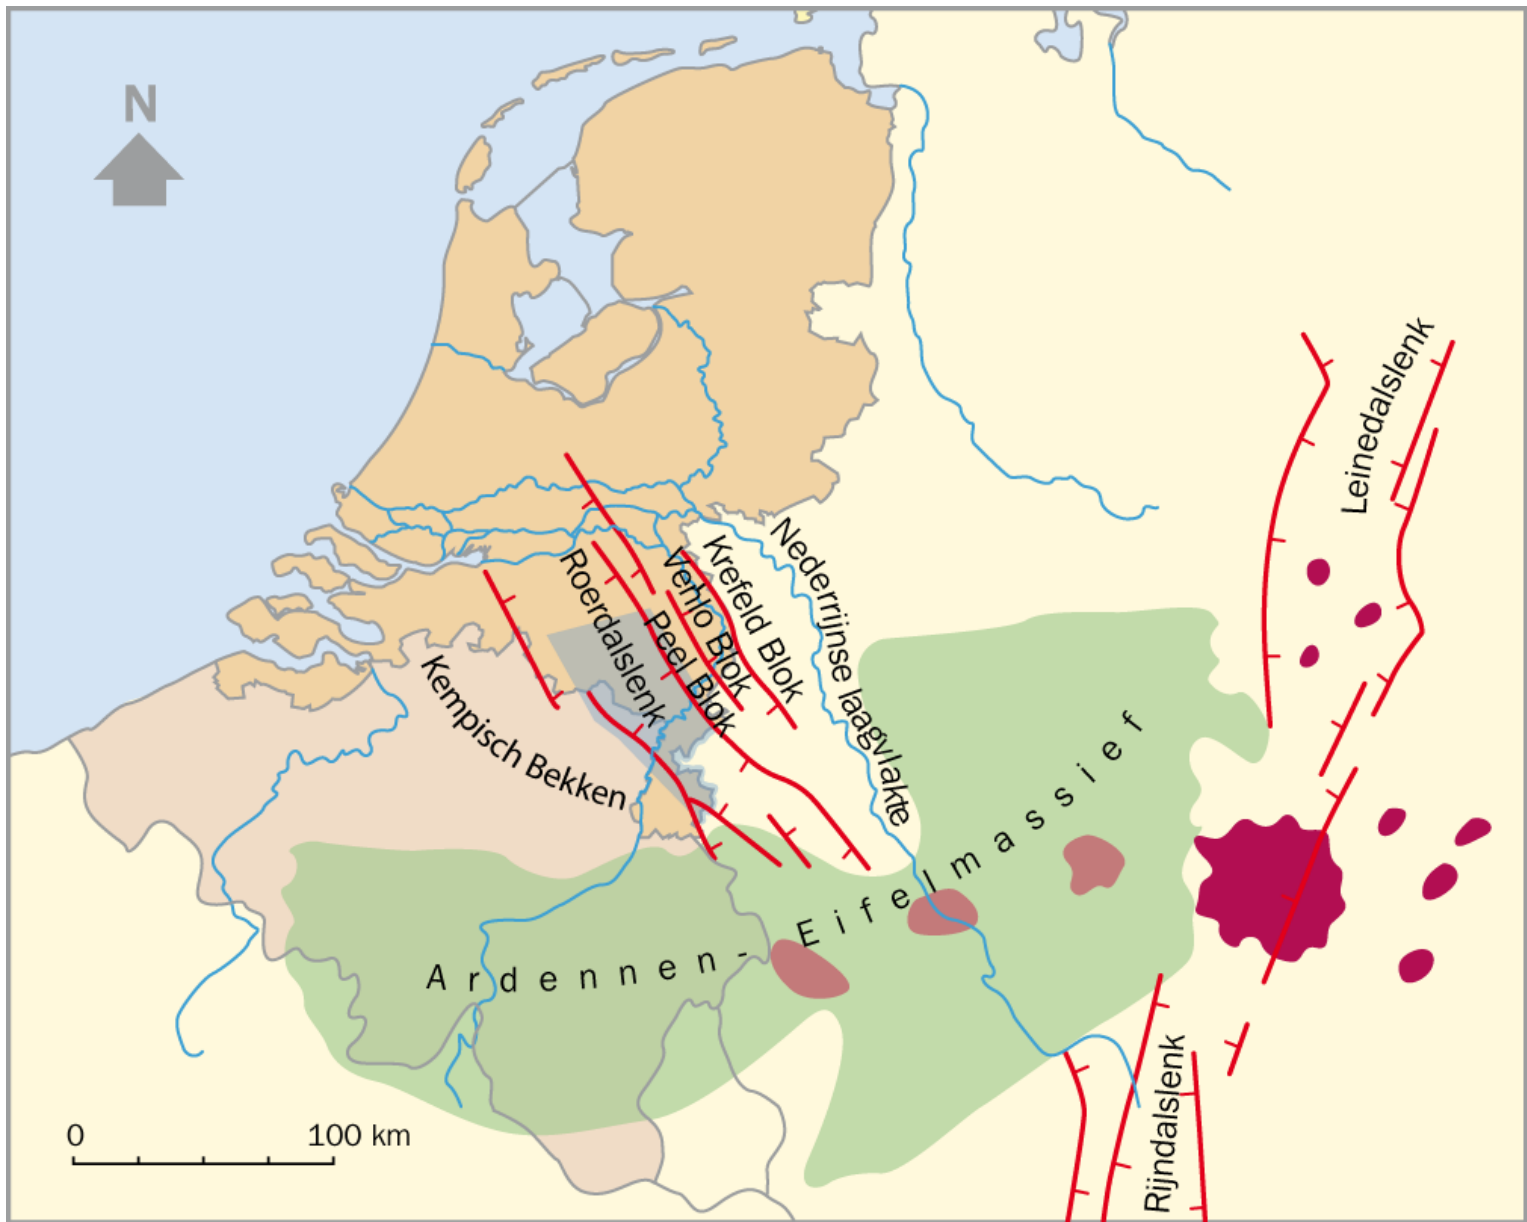 N
Leinedalslenk
Nederrijnse laagvlakte
Krefeld Blok
Venlo Blok
Peel Blok
Roerdalslenk
Kempisch Bekken
Ardennen-Eifelmassief
Rijndalslenk
0 100 km